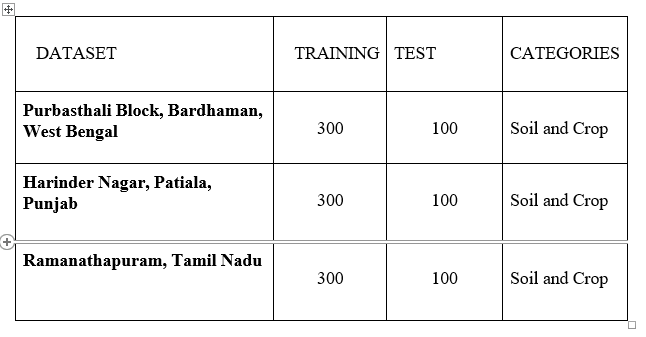 DATASET TRAINING TEST CATEGORIES
Purbasthali Block, Bardhaman,
West Bengal 300 100 Soil and Crop
Harinder Nagar, Patiala,
Punjab 300 100 Soil and Crop
Ramanathapuram, Tamil Nadu
300 100 Soil and Crop